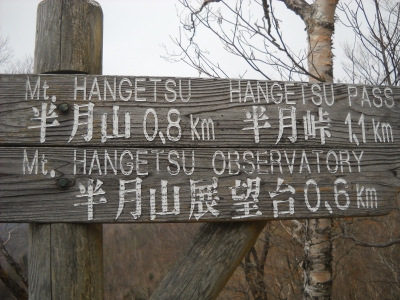 Mt. HANGETSU HANGETSU PASS
半月山 0.8 km 半月峠 1.1 km
Mt. HANGETSU OBSERVATORY
半月山展望台 0.6 km